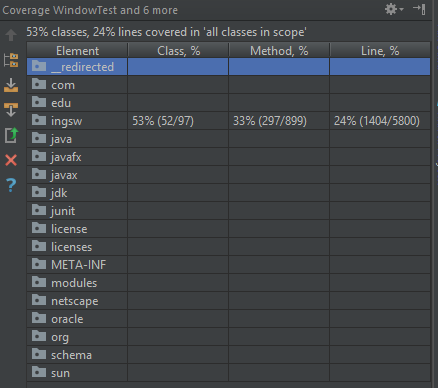 Coverage WindowTest and 6 more
53% classes, 24% lines covered in 'all classes in scope'
Element Class, % Method, % Line, %
__redirected
com
edu
ingsw 53% (52/97) 33% (297/899) 24% (1404/5800)
java
javafx
javax
jdk
junit
license
licenses
META-INF
modules
netscape
oracle
org
schema
sun